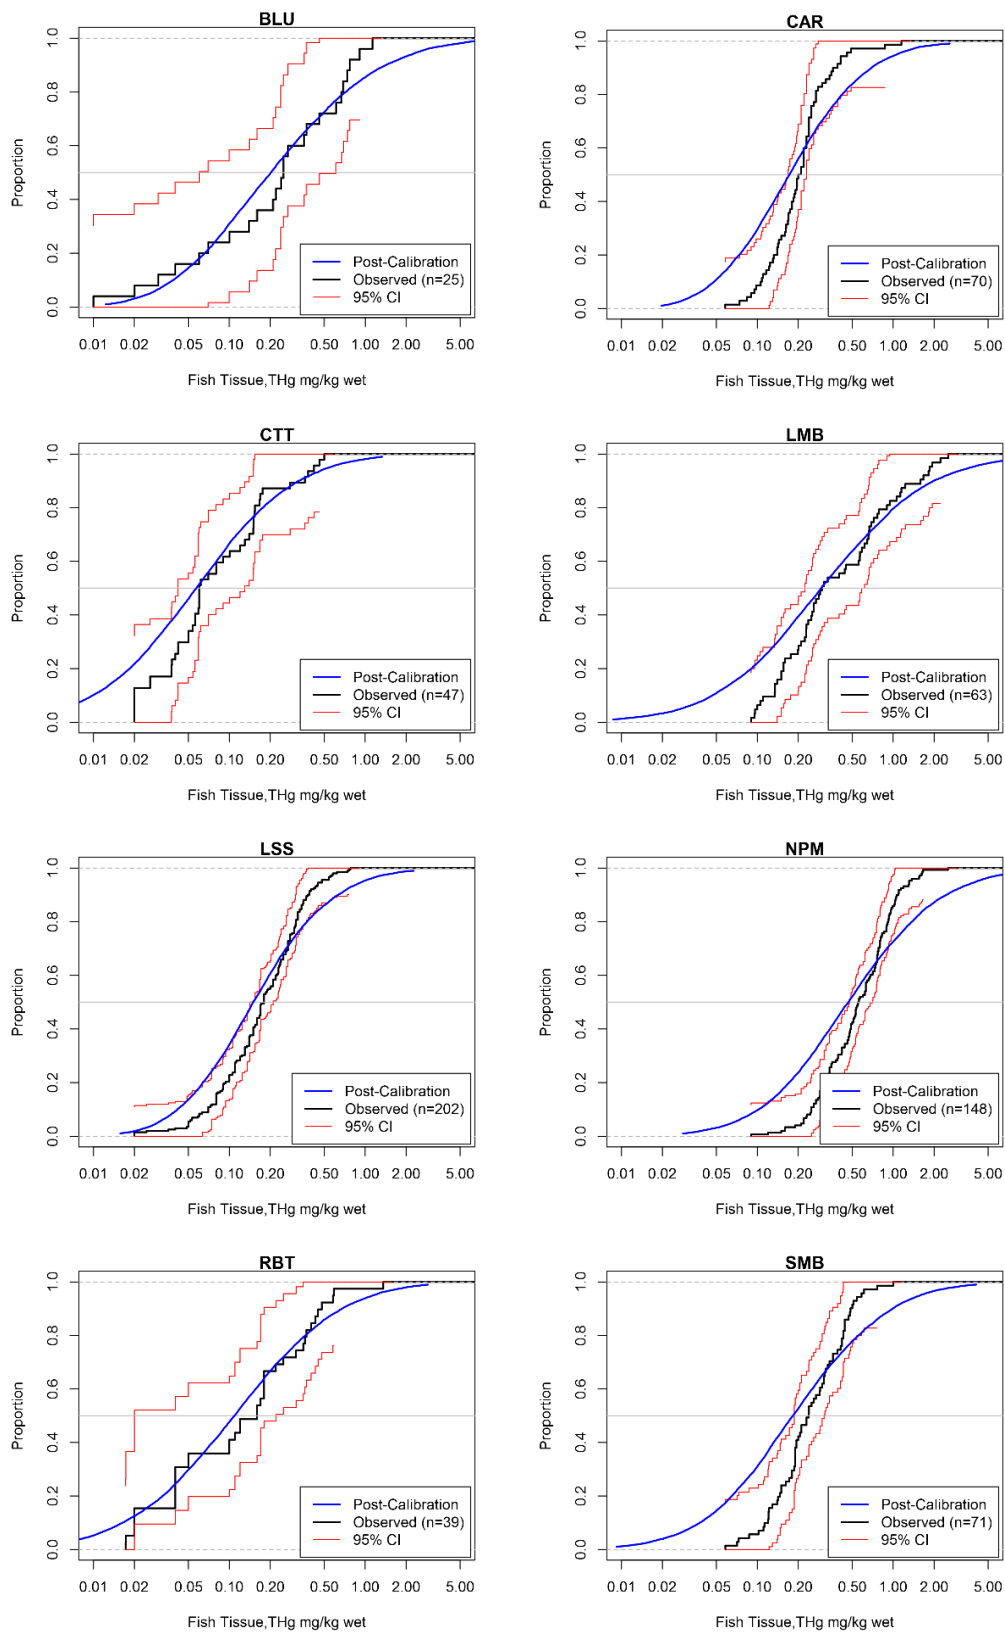 BLU
Proportion
0.0 0.2 0.4 0.6 0.8 1.0
Post-Calibration
Observed (n=25)
95% CI
0.01 0.02 0.05 0.10 0.20 0.50 1.00 2.00 5.00
Fish Tissue,THg mg/kg wet
CAR
Proportion
0.0 0.2 0.4 0.6 0.8 1.0
Post-Calibration
Observed (n=70)
95% CI
0.01 0.02 0.05 0.10 0.20 0.50 1.00 2.00 5.00
Fish Tissue,THg mg/kg wet
CTT
Proportion
0.0 0.2 0.4 0.6 0.8 1.0
Post-Calibration
Observed (n=47)
95% CI
0.01 0.02 0.05 0.10 0.20 0.50 1.00 2.00 5.00
Fish Tissue,THg mg/kg wet
LMB
Proportion
0.0 0.2 0.4 0.6 0.8 1.0
Post-Calibration
Observed (n=63)
95% CI
0.01 0.02 0.05 0.10 0.20 0.50 1.00 2.00 5.00
Fish Tissue,THg mg/kg wet
LSS
Proportion
0.0 0.2 0.4 0.6 0.8 1.0
Post-Calibration
Observed (n=202)
95% CI
0.01 0.02 0.05 0.10 0.20 0.50 1.00 2.00 5.00
Fish Tissue,THg mg/kg wet
NPM
Proportion
0.0 0.2 0.4 0.6 0.8 1.0
Post-Calibration
Observed (n=148)
95% CI
0.01 0.02 0.05 0.10 0.20 0.50 1.00 2.00 5.00
Fish Tissue,THg mg/kg wet
RBT
Proportion
0.0 0.2 0.4 0.6 0.8 1.0
Post-Calibration
Observed (n=39)
95% CI
0.01 0.02 0.05 0.10 0.20 0.50 1.00 2.00 5.00
Fish Tissue,THg mg/kg wet
SMB
Proportion
0.0 0.2 0.4 0.6 0.8 1.0
Post-Calibration
Observed (n=71)
95% CI
0.01 0.02 0.05 0.10 0.20 0.50 1.00 2.00 5.00
Fish Tissue,THg mg/kg wet